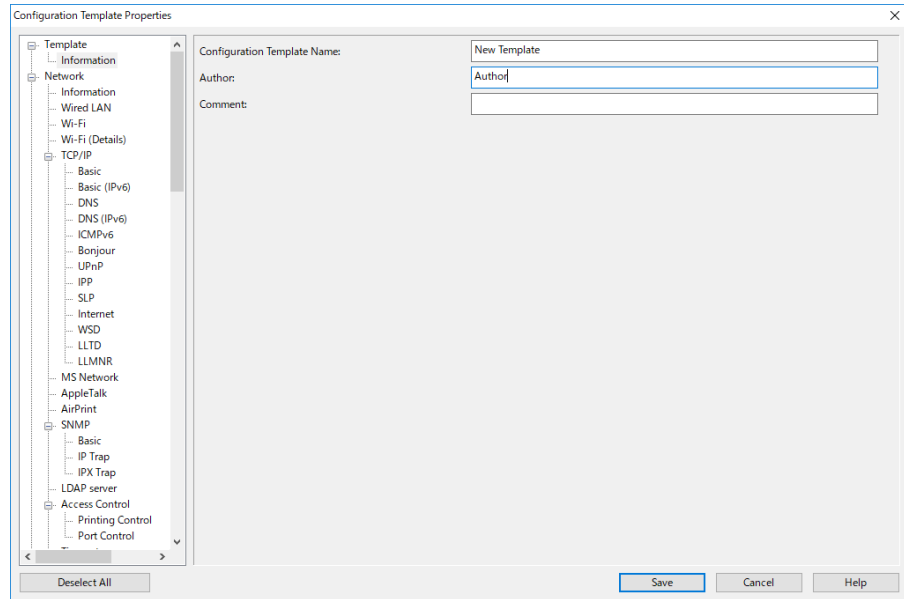 Configuration Template Properties
Template
Information
Network
Information
Wired LAN
Wi-Fi
Wi-Fi (Details)
TCP/IP
Basic
Basic (IPv6)
DNS
DNS (IPv6)
ICMPv6
Bonjour
UPnP
IPP
SLP
Internet
WSD
LLTD
LLMNR
MS Network
AppleTalk
AirPrint
SNMP
Basic
IP Trap
IPX Trap
LDAP server
Access Control
Printing Control
Port Control
Configuration Template Name: New Template
Author: Author
Comment:
Deselect All Save Cancel Help